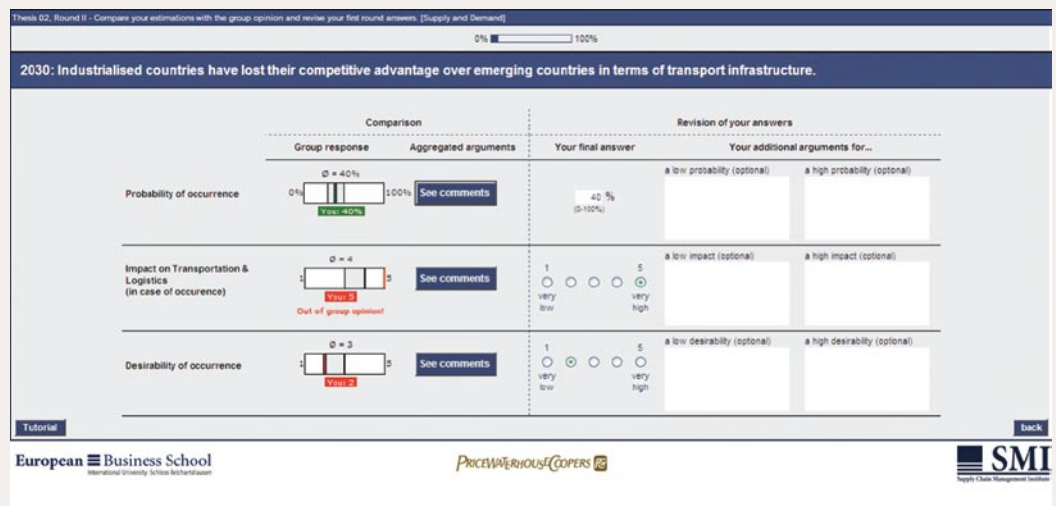 Thesis 02, Round II - Compare your estimations with the group opinion and revise your first round answers. [Supply and Demand]
0% 100%
2030: Industrialised countries have lost their competitive advantage over emerging countries in terms of transport infrastructure.
Comparison Revision of your answers
Group response Aggregated arguments Your final answer Your additional arguments for...
Probability of occurrence
Ø = 40%
0% 100%
You: 40%
See comments
40 %
(0-100%)
a low probability (optional) a high probability (optional)
Impact on Transportation &
Logistics
(in case of occurence)
Ø = 4
1 5
You: 5
Out of group opinion!
See comments
1 5
very low very high
a low impact (optional) a high impact (optional)
Desirability of occurrence
Ø = 3
1 5
You: 2
See comments
1 5
very low very high
a low desirability (optional) a high desirability (optional)
Tutorial back
European Business School
International University Schloss Reichartshausen
PRICEWATERHOUSECOOPERS
SMI
Supply Chain Management Institute